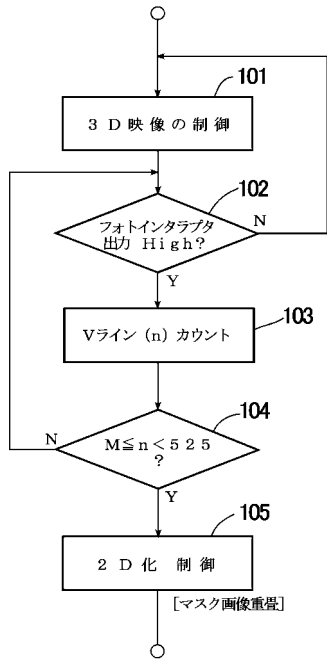 101
3D映像の制御
102
フォトインタラプタ
出力 High?
N
Y
103
Vライン(n)カウント
104
N
M≦n<525
?
Y
105
2D化 制御
[マスク画像重畳]